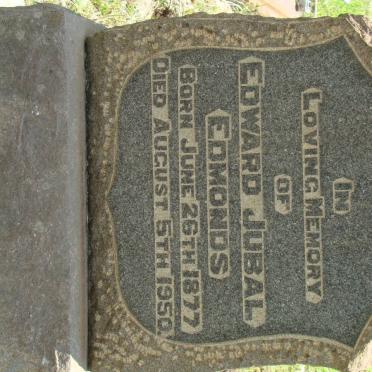 IN
LOVING MEMORY
OF
EDWARD JUBAL
EDMONDS
BORN JUNE 26TH 1877
DIED AUGUST 5TH 1950